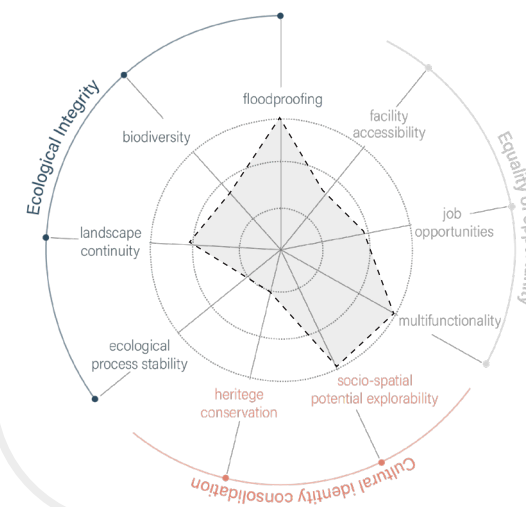 Ecological Integrity
floodproofing
biodiversity
facility
accessibility
landscape
continuity
job
opportunities
multifunctionality
ecological
process stability
heritege
conservation
socio-spatial
potential explorability
Cultural identity consolidation
Equality of